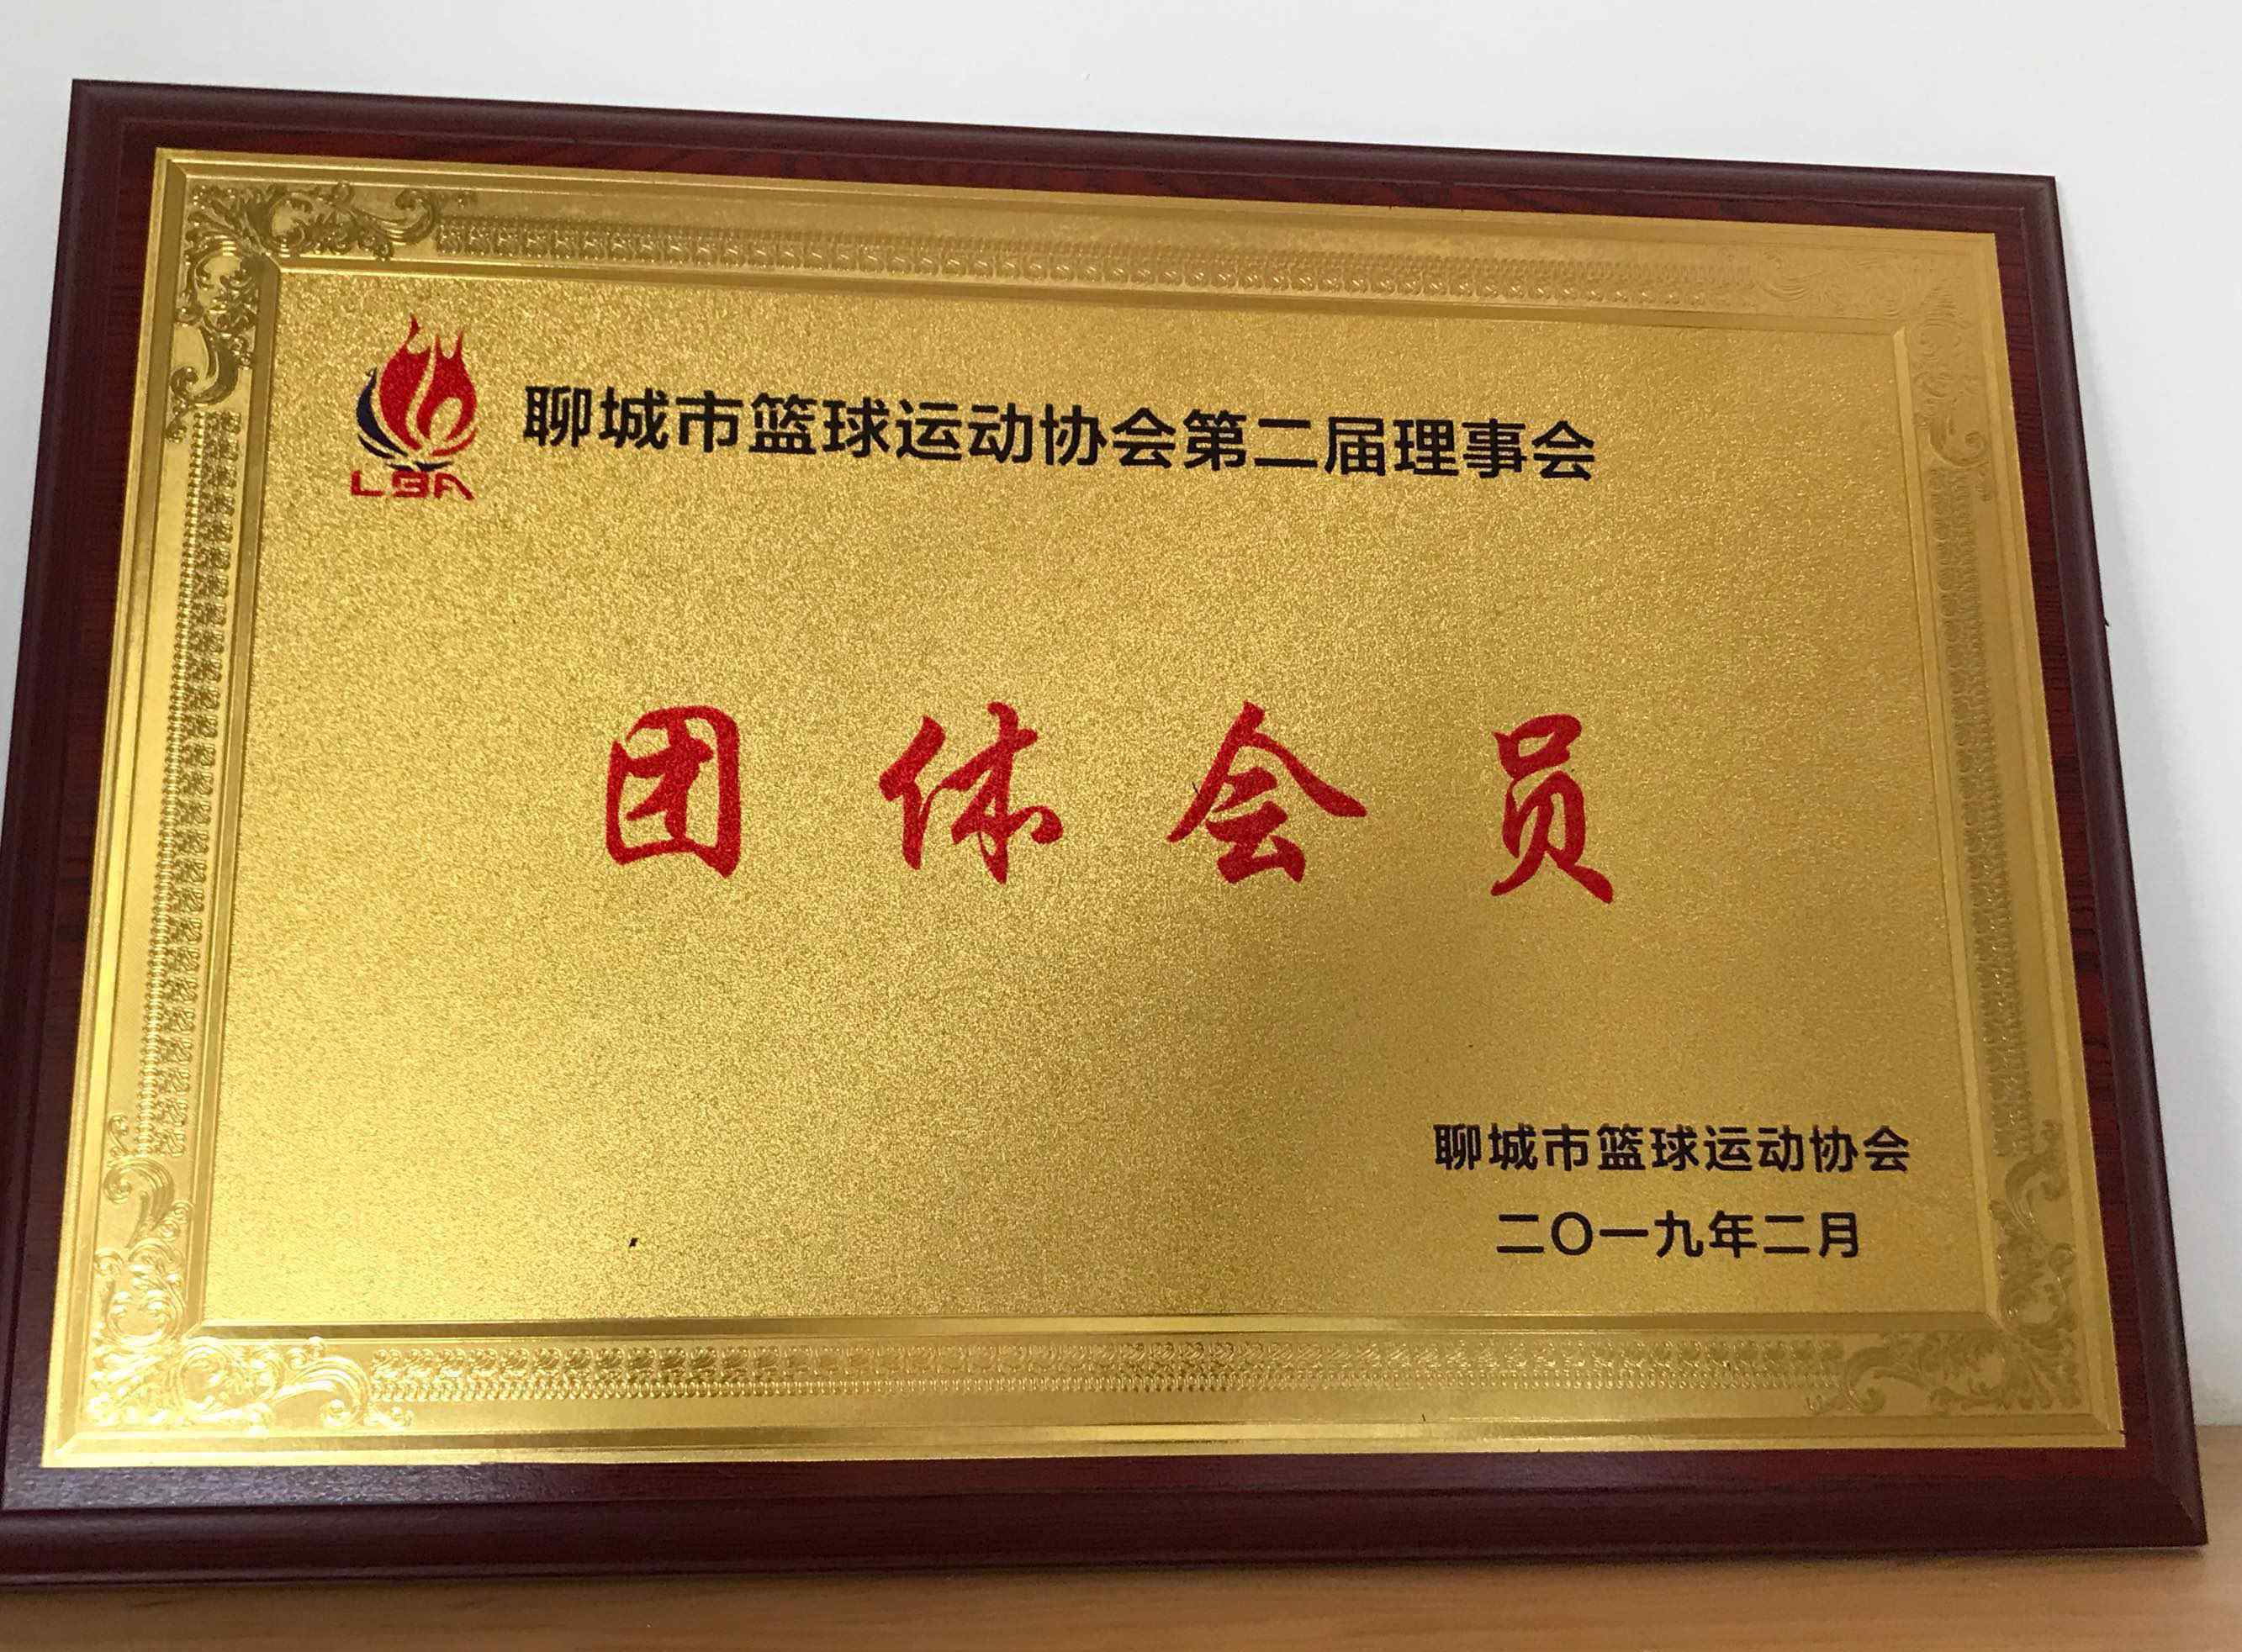 聊城市篮球运动协会第二届理事会
LBA
团体会员
聊城市篮球运动协会
二〇一九年二月